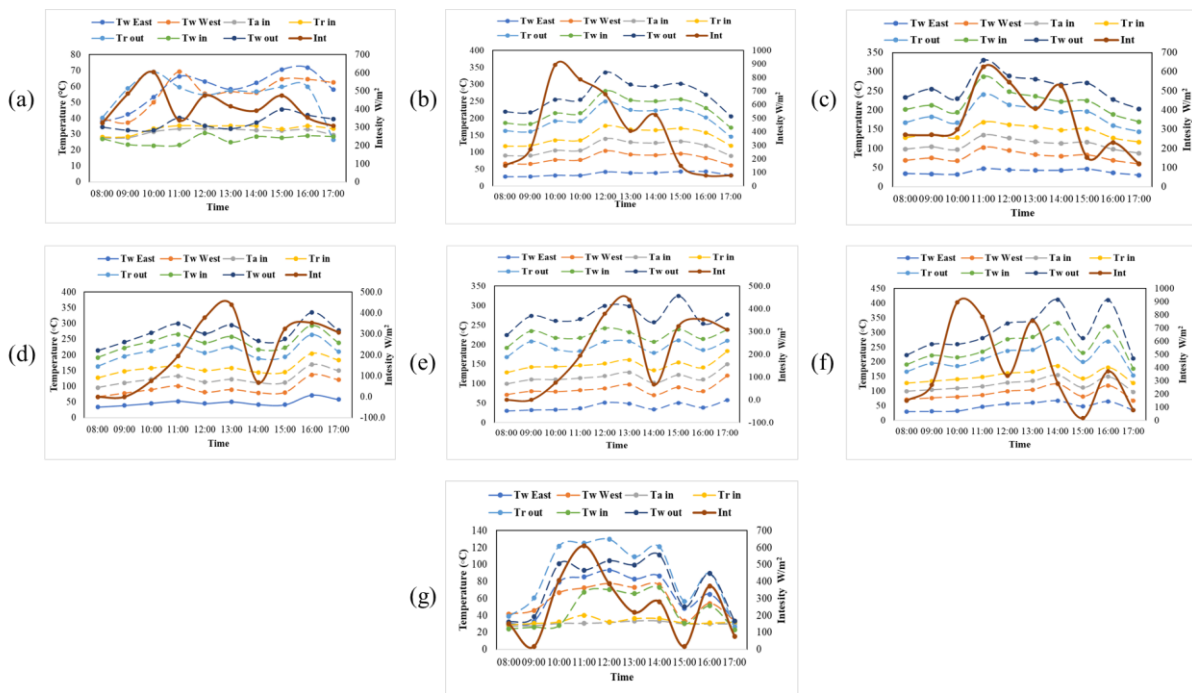 (a)
Tw East Tw West Ta in Tr in
Tr out Tw in Tw out Int
80 70 60 50 40 30 20 10 0
Temperature (°C)
700 600 500 400 300 200 100 0
Intesity W/m²
08:00 09:00 10:00 11:00 12:00 13:00 14:00 15:00 16:00 17:00
Time
(b)
Tw East Tw West Ta in Tr in
Tr out Tw in Tw out Int
400 350 300 250 200 150 100 50 0
Temperature (◦C)
1000 900 800 700 600 500 400 300 200 100 0
Intesity W/m²
08:00 09:00 10:00 11:00 12:00 13:00 14:00 15:00 16:00 17:00
Time
(c)
Tw East Tw West Ta in Tr in
Tr out Tw in Tw out Int
350 300 250 200 150 100 50 0
Temperature (◦C)
700 600 500 400 300 200 100 0
Intesity W/m²
08:00 09:00 10:00 11:00 12:00 13:00 14:00 15:00 16:00 17:00
Time
(d)
Tw East Tw West Ta in Tr in
Tr out Tw in Tw out Int
400 350 300 250 200 150 100 50 0
Temperature (◦C)
500.0 400.0 300.0 200.0 100.0 0.0 -100.0
Intesity W/m²
08:00 09:00 10:00 11:00 12:00 13:00 14:00 15:00 16:00 17:00
Time
(e)
Tw East Tw West Ta in Tr in
Tr out Tw in Tw out Int
350 300 250 200 150 100 50 0
Temperature (◦C)
500.0 400.0 300.0 200.0 100.0 0.0 -100.0
Intesity W/m²
08:00 09:00 10:00 11:00 12:00 13:00 14:00 15:00 16:00 17:00
Time
(f)
Tw East Tw West Ta in Tr in
Tr out Tw in Tw out Int
450 400 350 300 250 200 150 100 50 0
Temperature (◦C)
1000 900 800 700 600 500 400 300 200 100 0
Intesity W/m²
08:00 09:00 10:00 11:00 12:00 13:00 14:00 15:00 16:00 17:00
Time
(g)
Tw East Tw West Ta in Tr in
Tr out Tw in Tw out Int
140 120 100 80 60 40 20 0
Temperature (◦C)
700 600 500 400 300 200 100 0
Intesity W/m²
08:00 09:00 10:00 11:00 12:00 13:00 14:00 15:00 16:00 17:00
Time